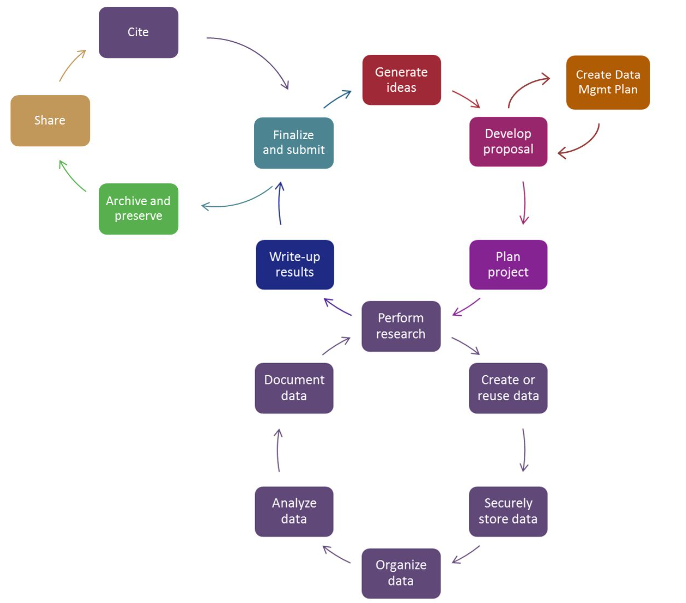 Cite
Generate
ideas
Create Data
Mgmt Plan
Share
Finalize
and submit
Develop
proposal
Archive and
preserve
Write-up
results
Plan
project
Perform
research
Document
data
Create or
reuse data
Analyze
data
Securely
store data
Organize
data